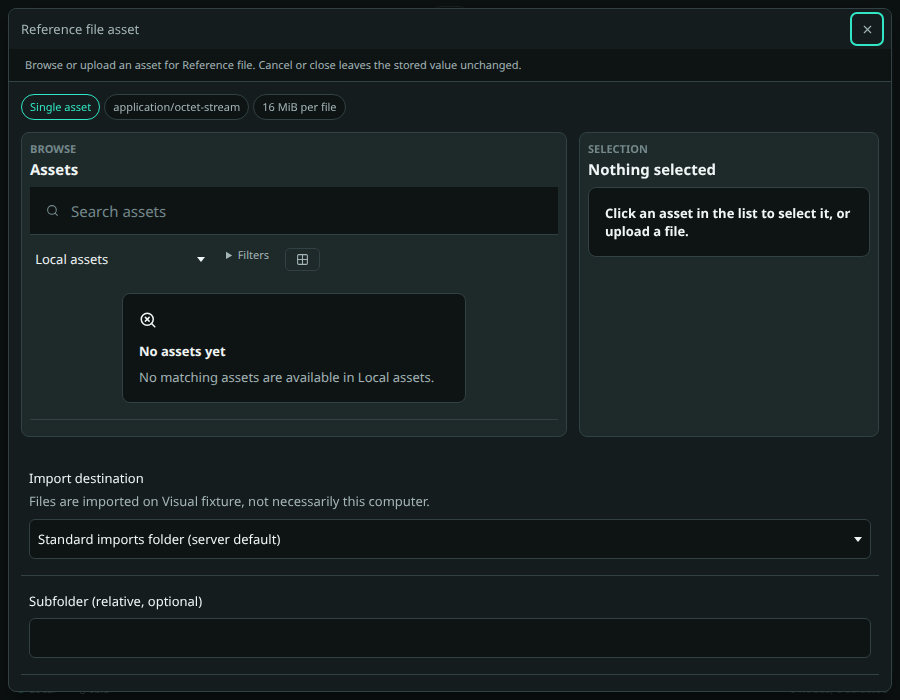 Reference file asset
Browse or upload an asset for Reference file. Cancel or close leaves the stored value unchanged.
Single asset
application/octet-stream
16 MiB per file
BROWSE
Assets
Search assets
Local assets
Filters
No assets yet
No matching assets are available in Local assets.
SELECTION
Nothing selected
Click an asset in the list to select it, or
upload a file.
Import destination
Files are imported on Visual fixture, not necessarily this computer.
Standard imports folder (server default)
Subfolder (relative, optional)